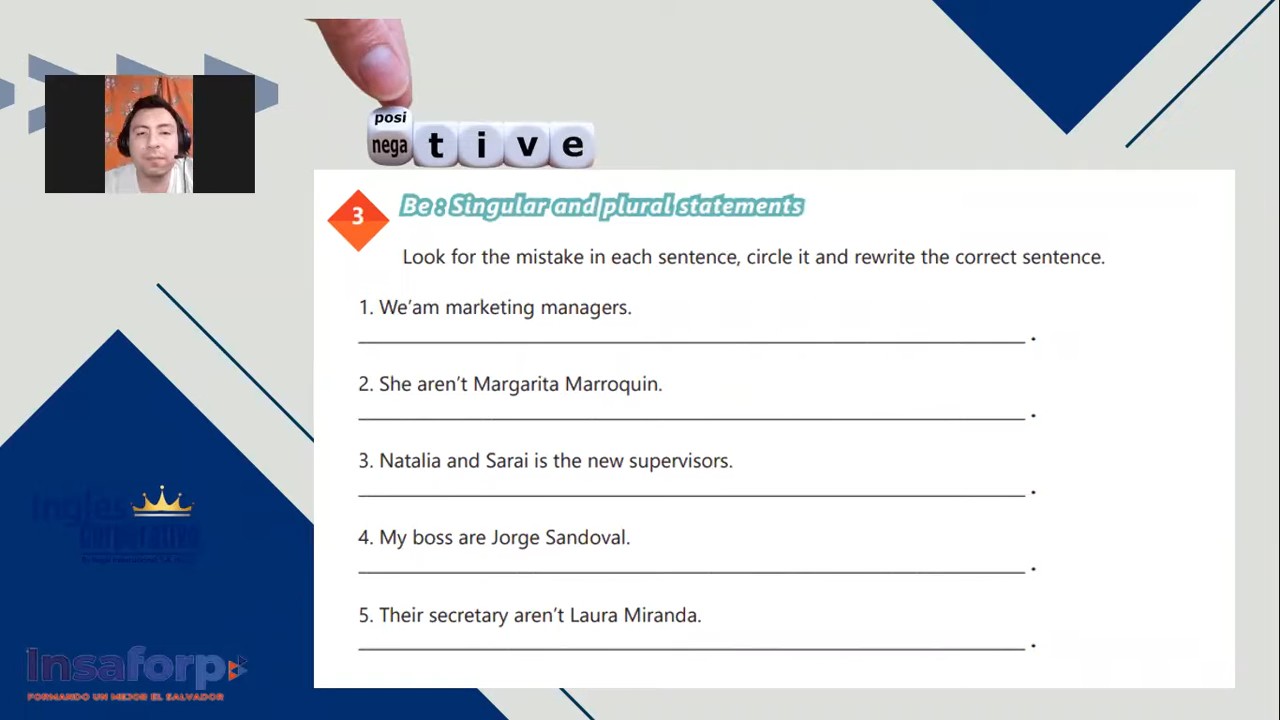 posi
nega t i v e
3 Be : Singular and plural statements
Look for the mistake in each sentence, circle it and rewrite the correct sentence.
1. We'am marketing managers.
.
2. She aren't Margarita Marroquin.
.
3. Natalia and Sarai is the new supervisors.
.
4. My boss are Jorge Sandoval.
.
5. Their secretary aren't Laura Miranda.
.
Ingles
Corporativo
Insaforp
FORMANDO UN MEJOR EL SALVADOR